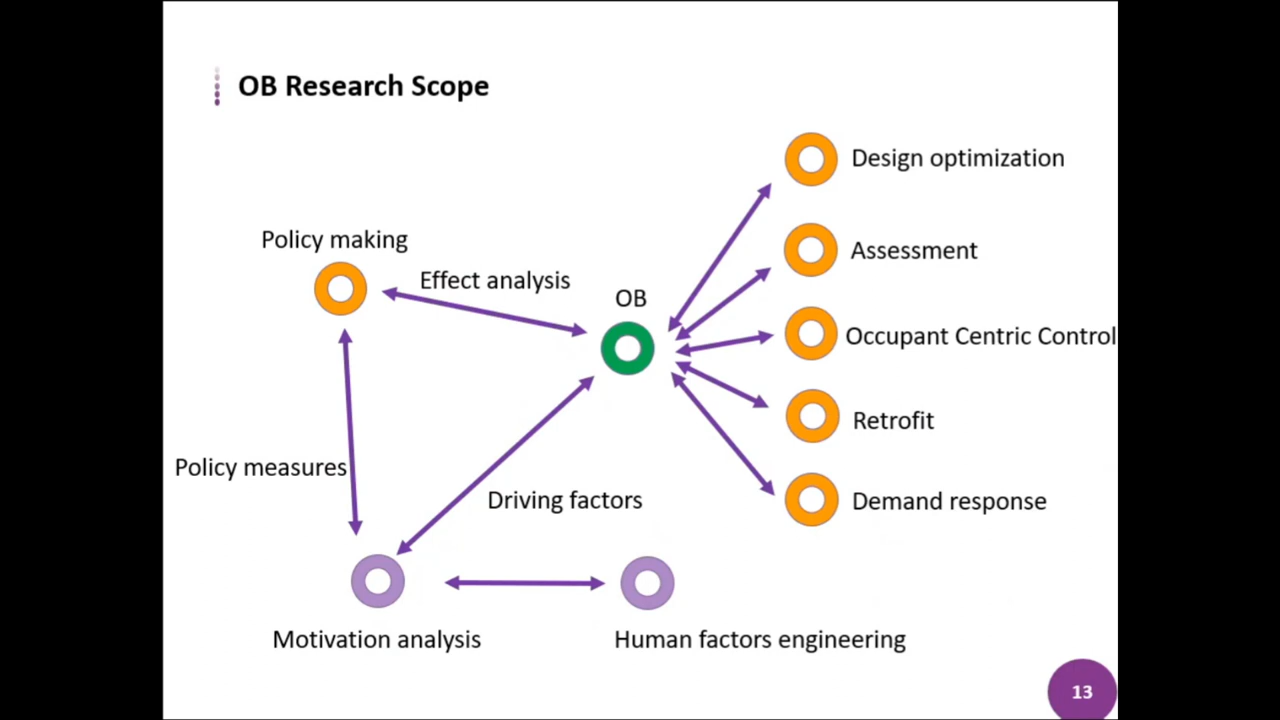 OB Research Scope
Design optimization
Policy making
Assessment
Effect analysis
OB
Occupant Centric Control
Retrofit
Policy measures
Driving factors
Demand response
Motivation analysis
Human factors engineering
13